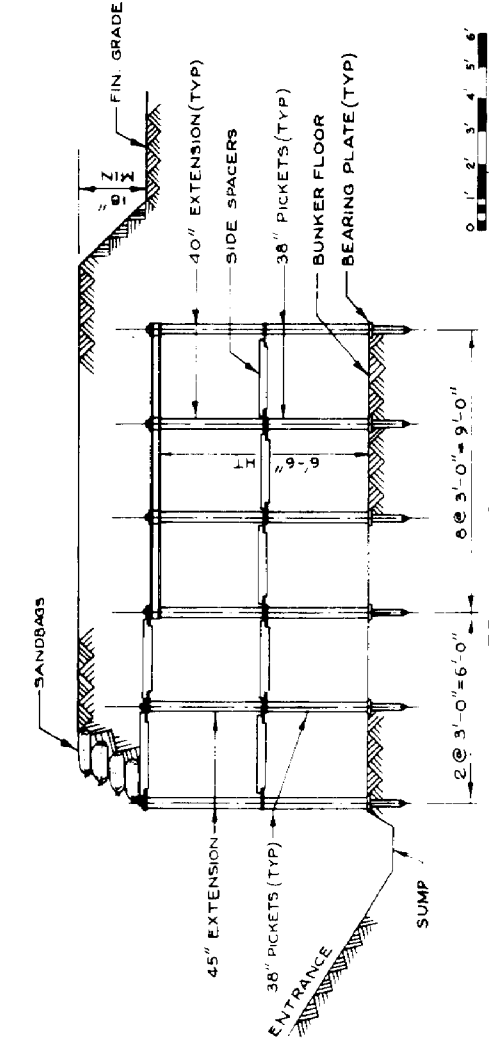 SANDBAGS
18" MIN
FIN. GRADE
45" EXTENSION
38" PICKETS (TYP)
ENTRANCE
SUMP
40" EXTENSION (TYP)
SIDE SPACERS
38" PICKETS (TYP)
BUNKER FLOOR
BEARING PLATE (TYP)
6'-6" HT
2 @ 3'-0"=6'-0"
8 @ 3'-0"= 9'-0"
0 1' 2' 3' 4' 5' 6'